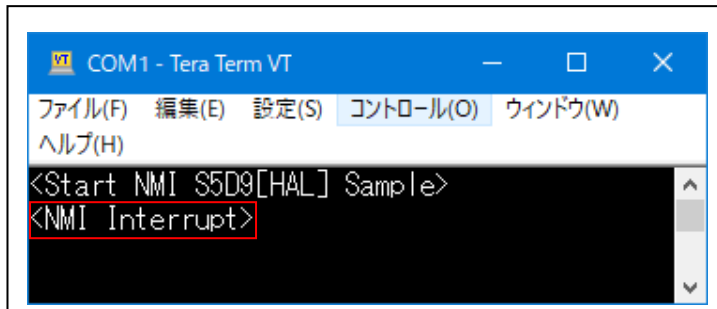 COM1 - Tera Term VT
ファイル(F) 編集(E) 設定(S) コントロール(O) ウィンドウ(W)
ヘルプ(H)
<Start NMI S5D9[HAL] Sample>
<NMI Interrupt>